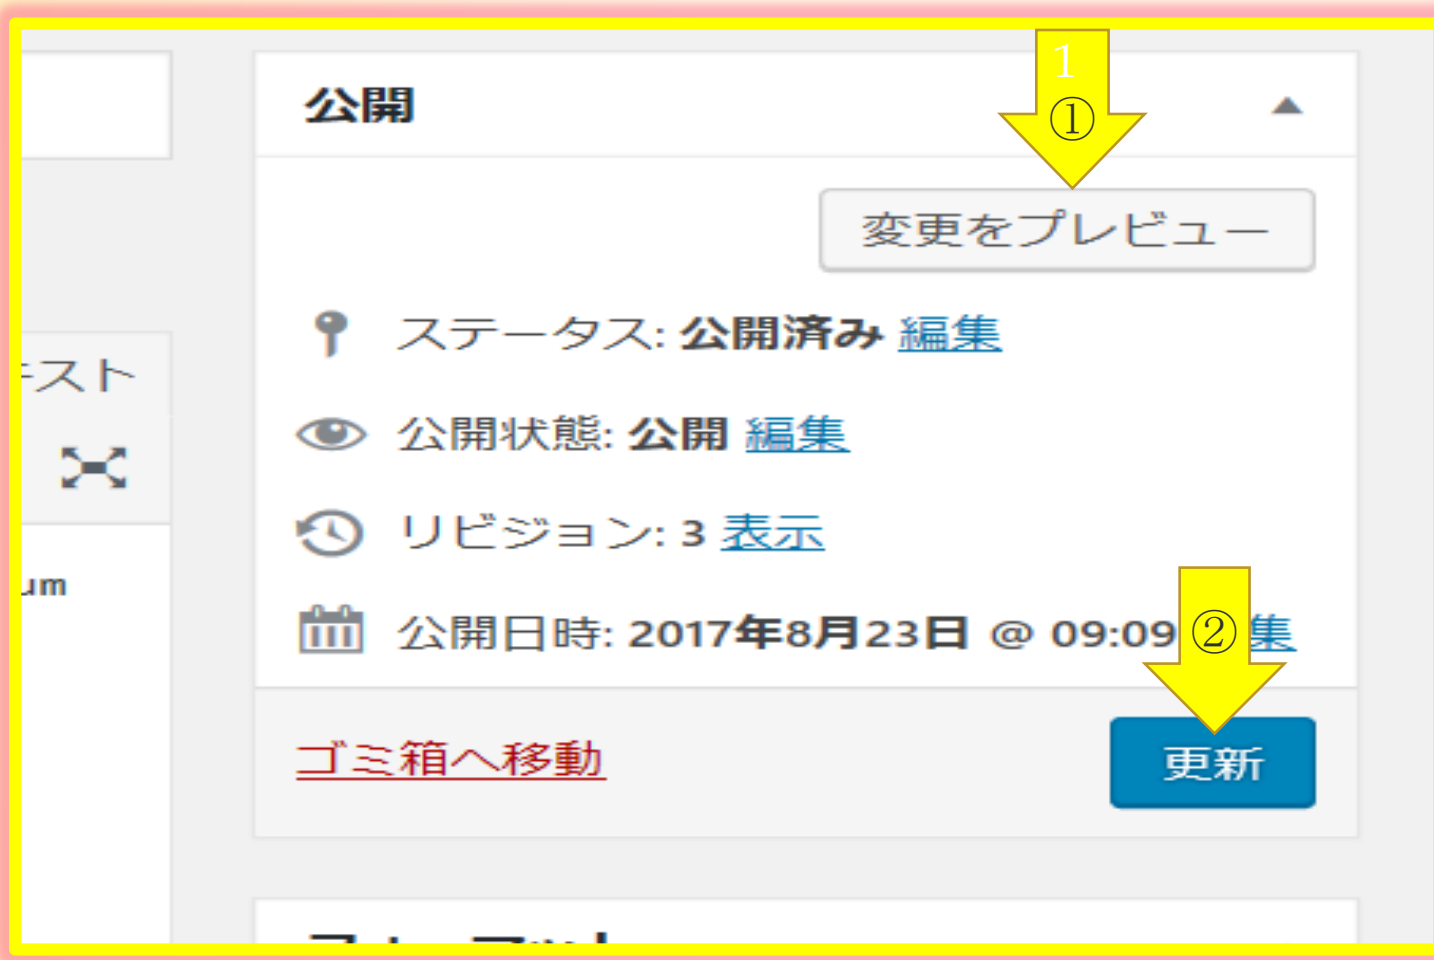 1
①
公開
変更をプレビュー
ステータス: 公開済み 編集
キスト
公開状態: 公開 編集
リビジョン: 3 表示
um
公開日時: 2017年8月23日 @ 09:09 ② 集
ゴミ箱へ移動
更新